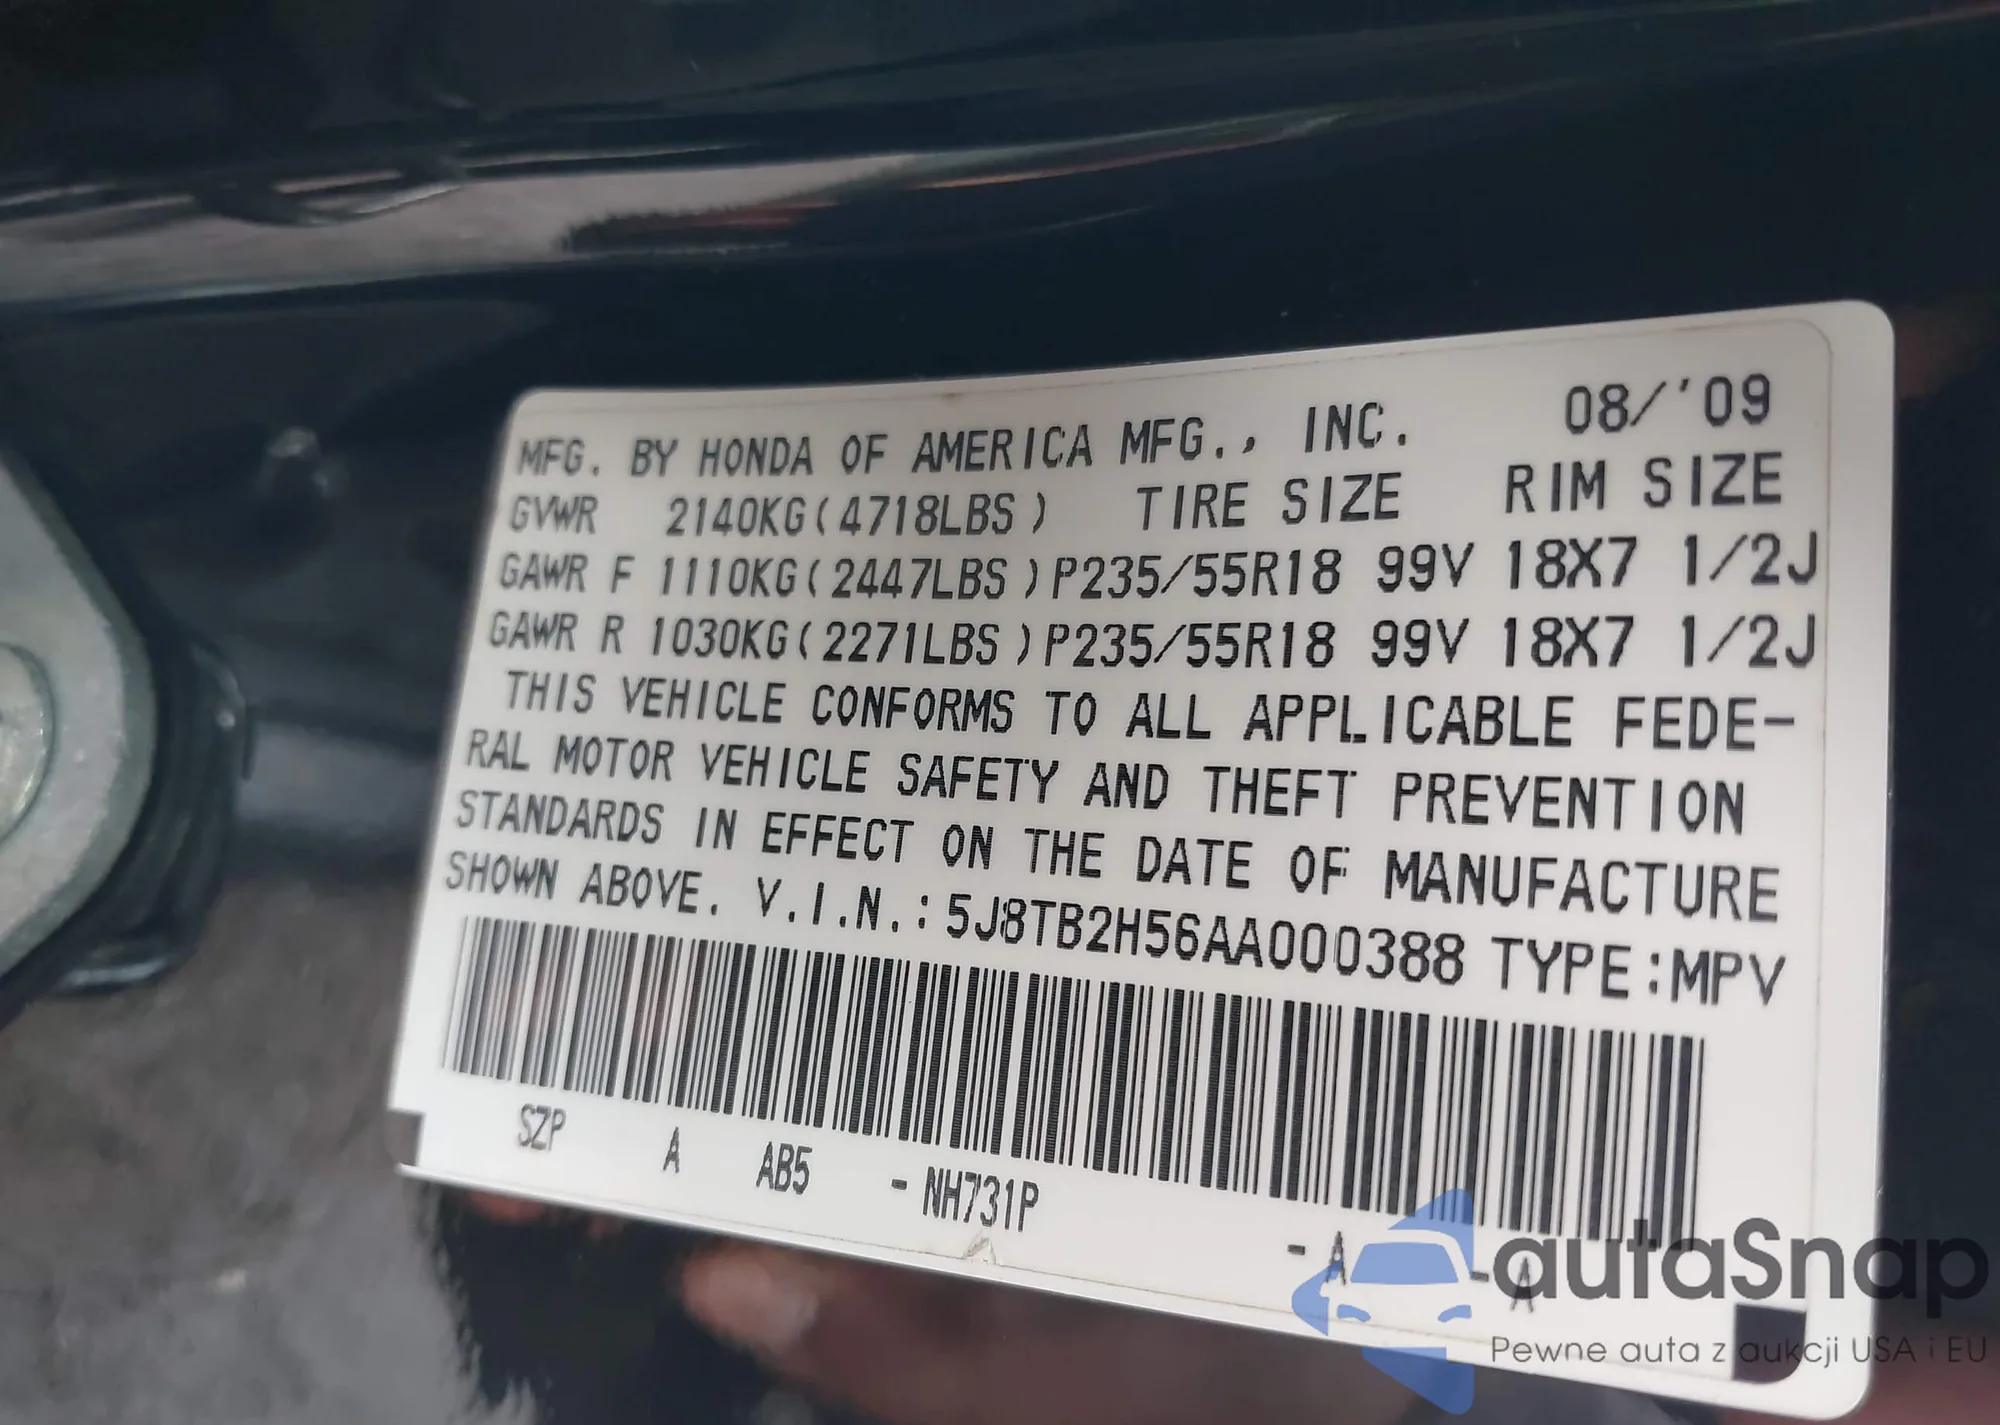 MFG. BY HONDA OF AMERICA MFG., INC. 08/'09
GVWR 2140KG(4718LBS) TIRE SIZE RIM SIZE
GAWR F 1110KG(2447LBS)P235/55R18 99V 18X7 1/2J
GAWR R 1030KG(2271LBS)P235/55R18 99V 18X7 1/2J
THIS VEHICLE CONFORMS TO ALL APPLICABLE FEDE-
RAL MOTOR VEHICLE SAFETY AND THEFT PREVENTION
STANDARDS IN EFFECT ON THE DATE OF MANUFACTURE
SHOWN ABOVE. V.I.N.:5J8TB2H56AA000388 TYPE:MPV
SZP A AB5 -NH731P -A -A
autaSnap
Pewne auta z aukcji USA i EU